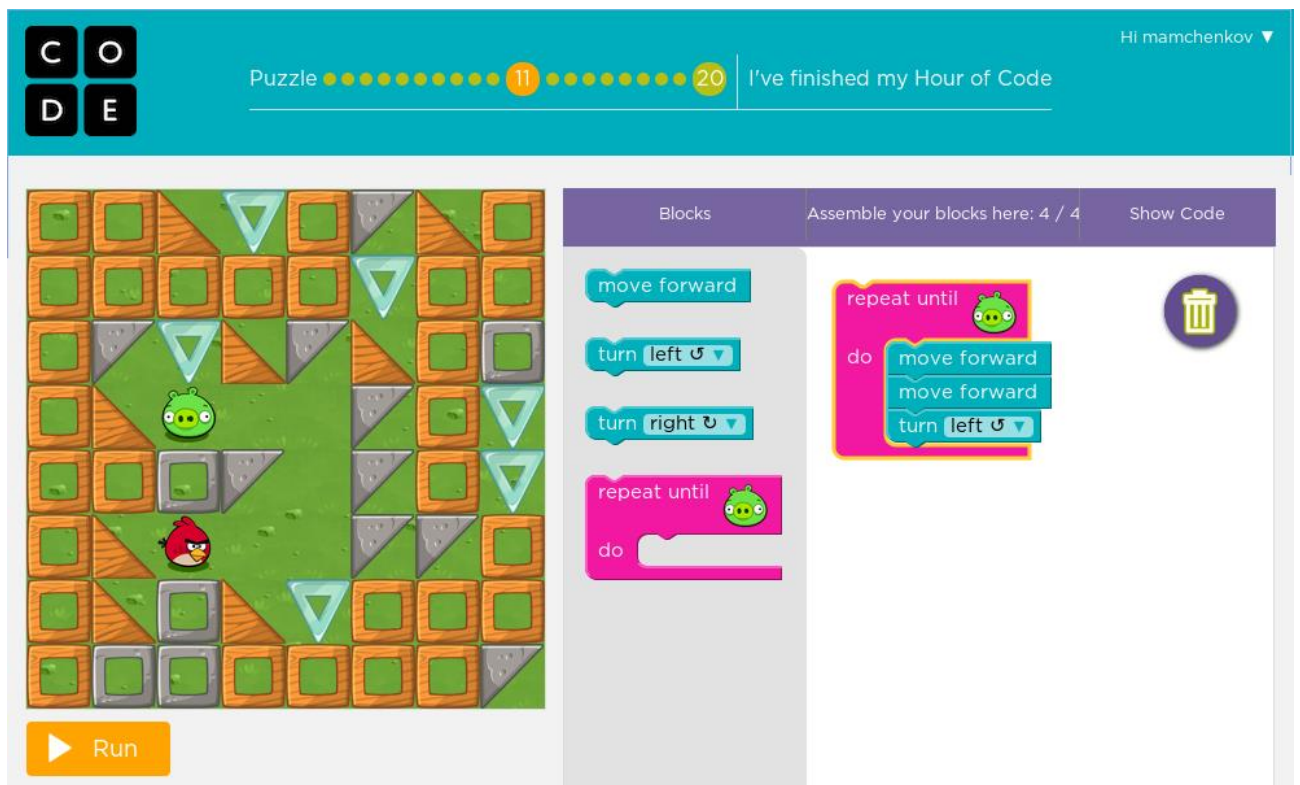 C O
D E
Hi mamchenkov ▼
Puzzle 11 20 I've finished my Hour of Code
Blocks
Assemble your blocks here: 4 / 4
Show Code
move forward
turn left ↺ ▼
turn right ↻ ▼
repeat until
do
repeat until
do move forward
move forward
turn left ↺ ▼
Run